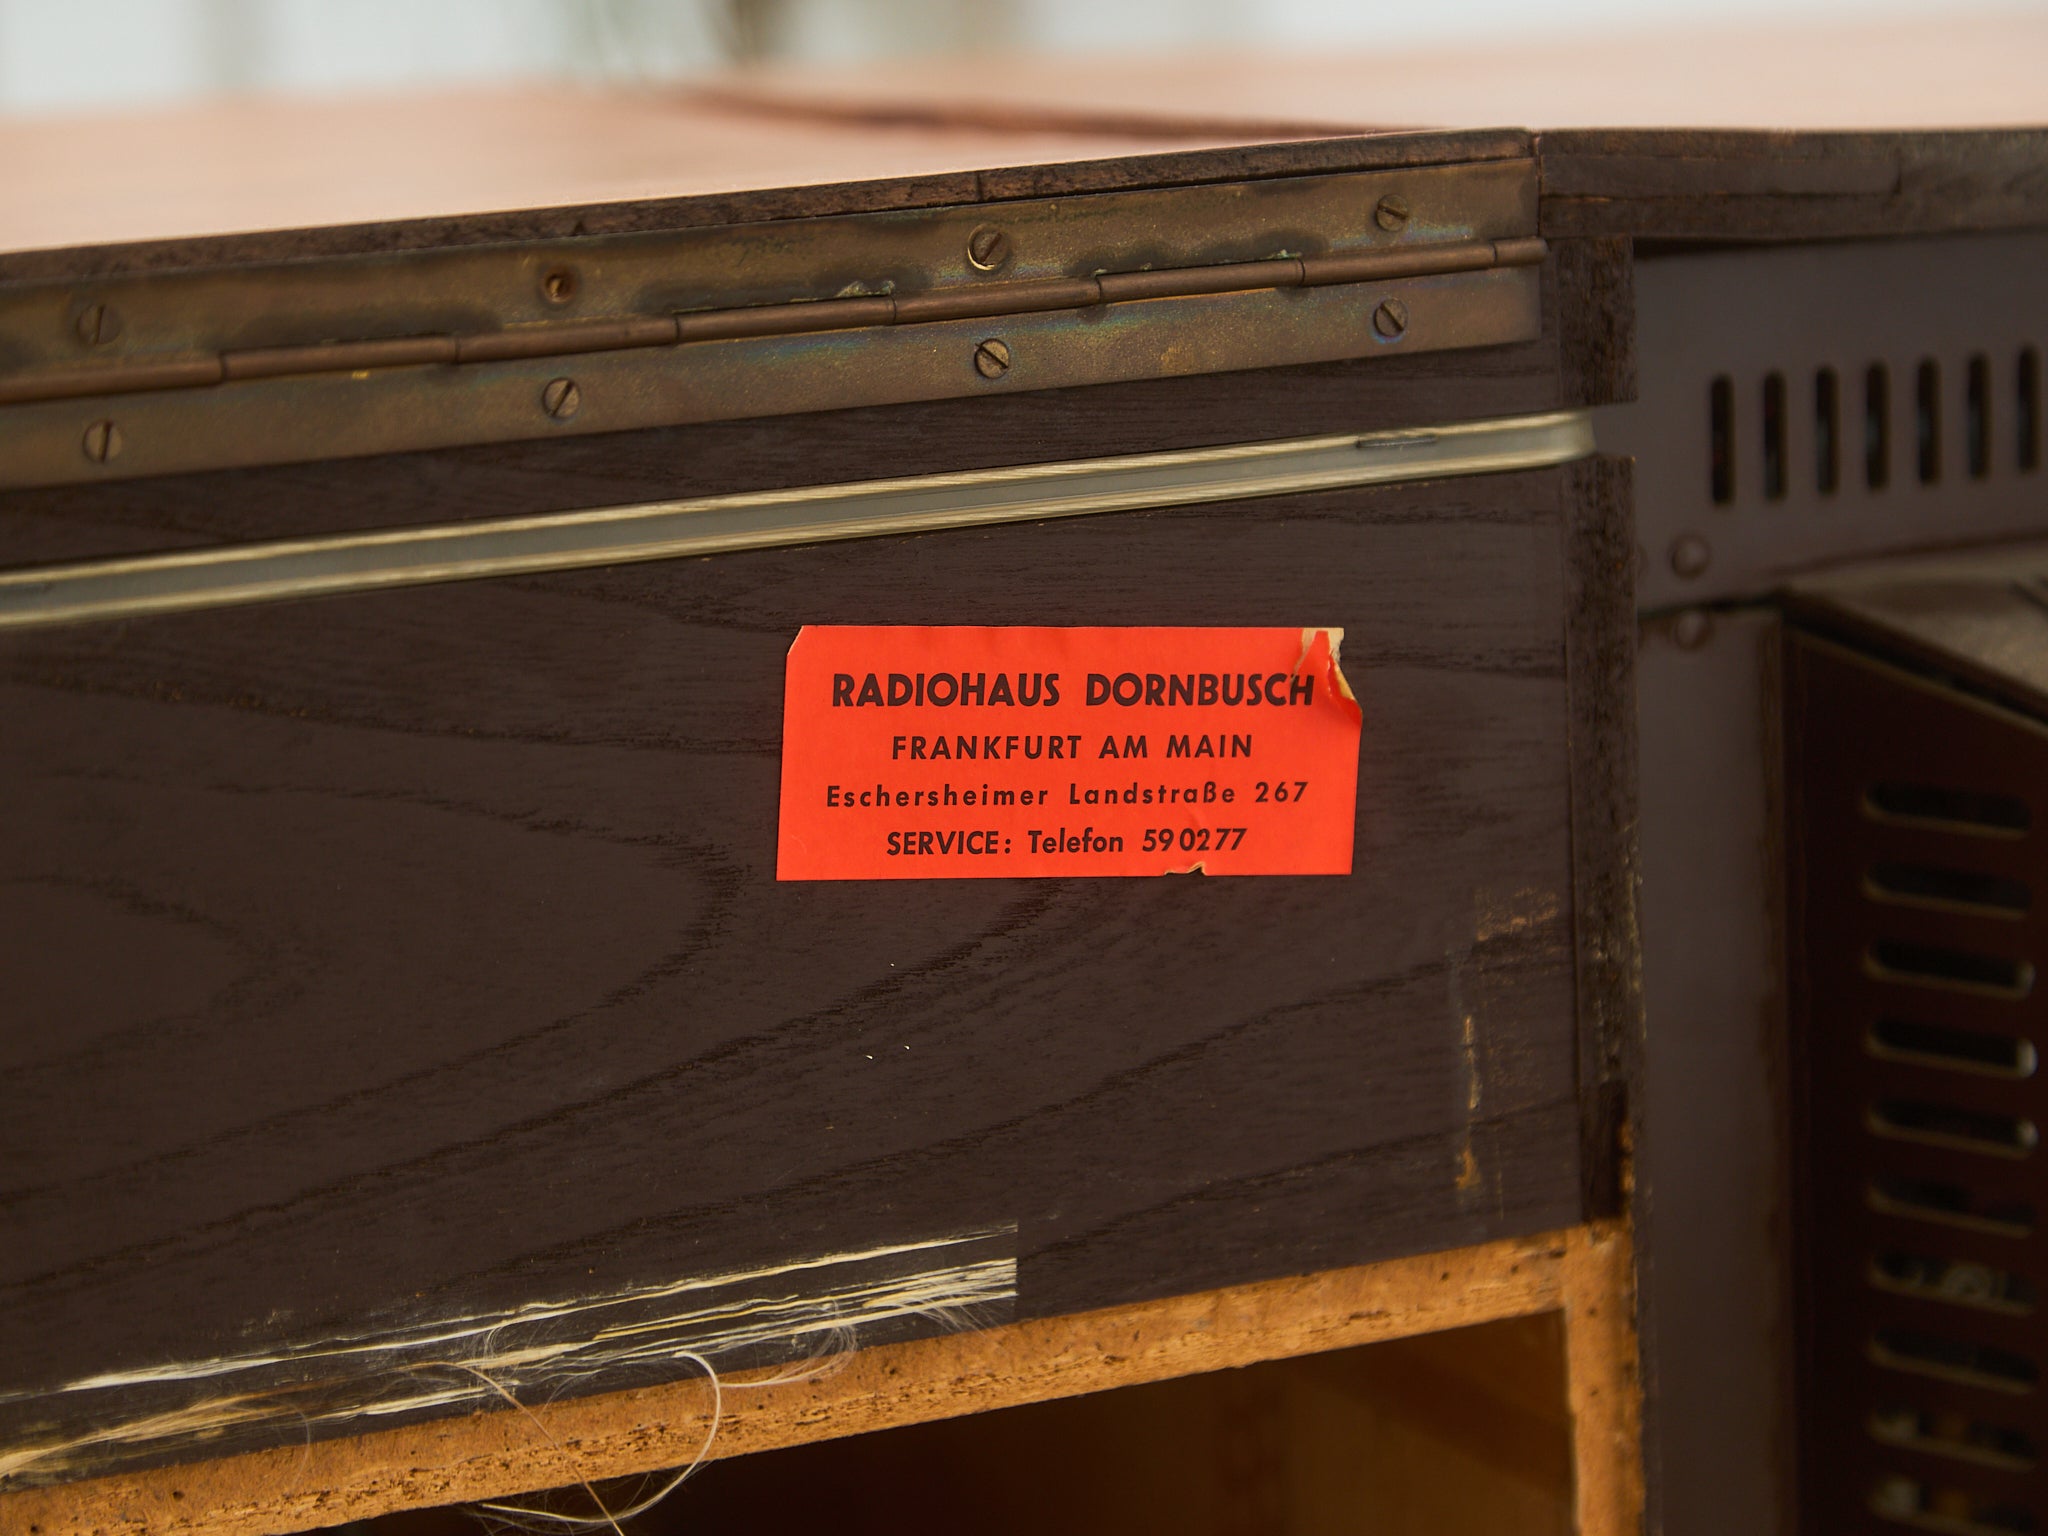 RADIOHAUS DORNBUSCH
FRANKFURT AM MAIN
Eschersheimer Landstraße 267
SERVICE: Telefon 590277